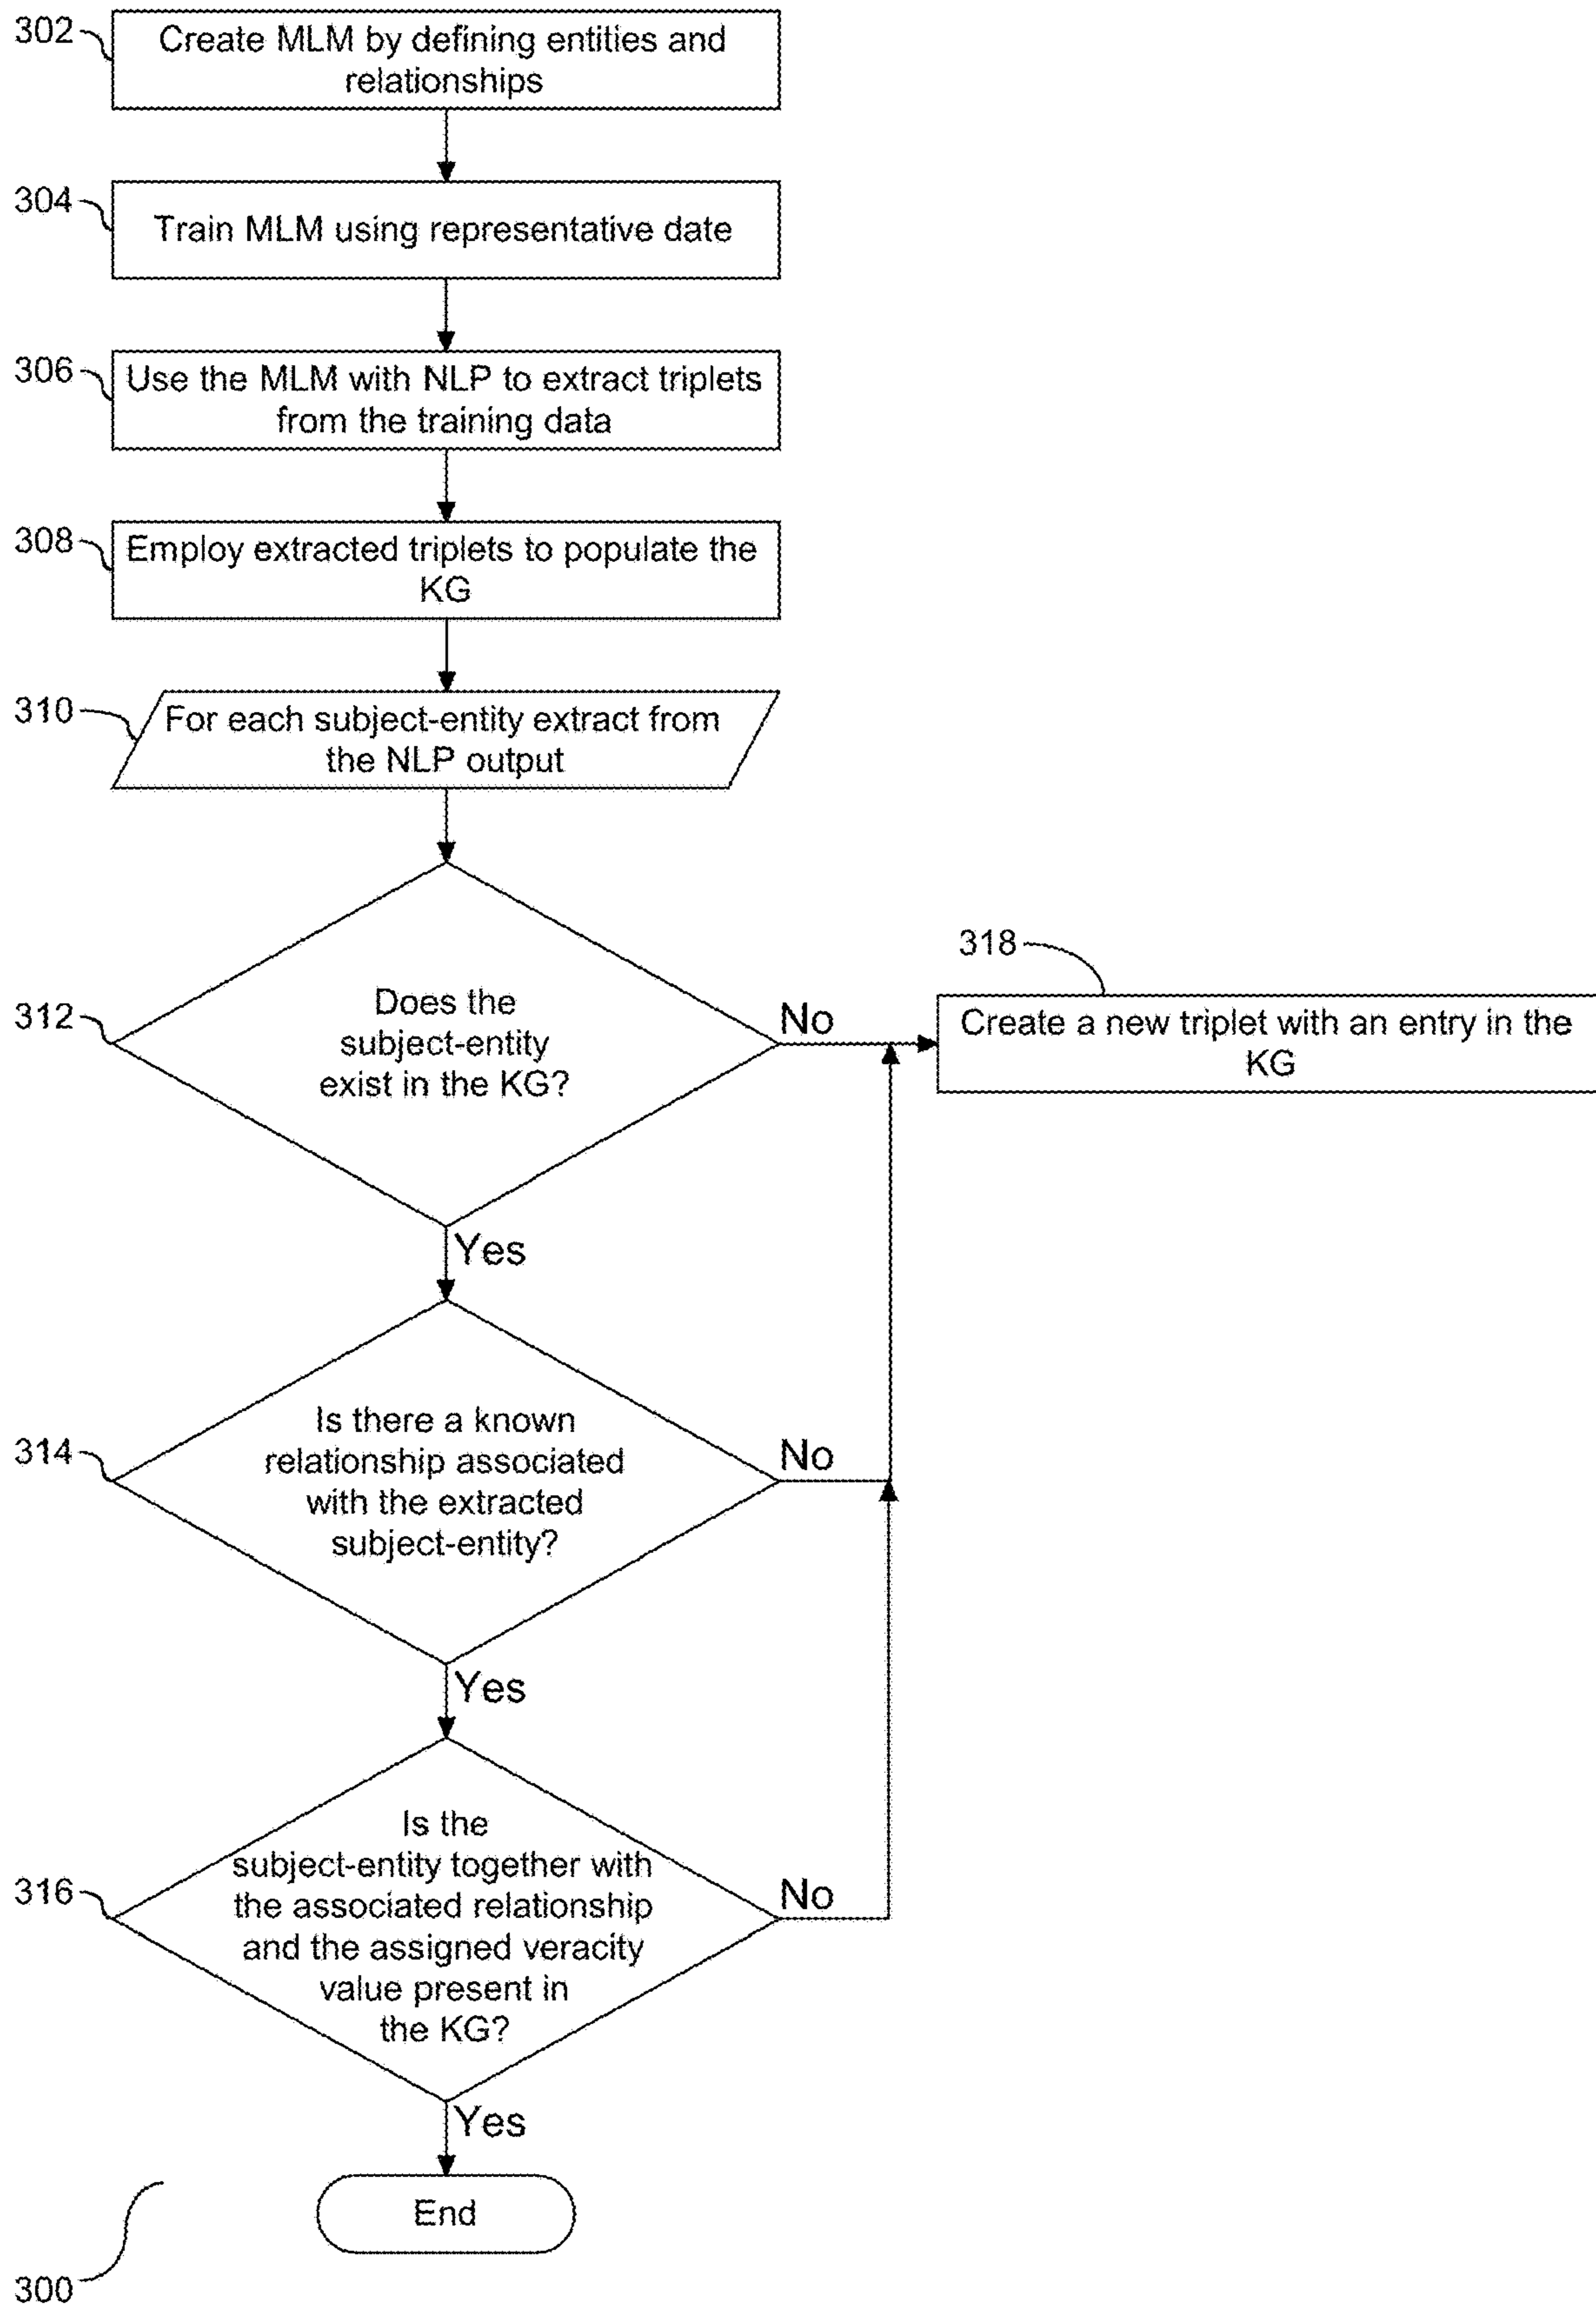 302
Create MLM by defining entities and
relationships
304
Train MLM using representative date
306
Use the MLM with NLP to extract triplets
from the training data
308
Employ extracted triplets to populate the
KG
310
For each subject-entity extract from
the NLP output
312
Does the
subject-entity
exist in the KG?
No
318
Create a new triplet with an entry in the
KG
Yes
314
Is there a known
relationship associated
with the extracted
subject-entity?
No
Yes
316
Is the
subject-entity together with
the associated relationship
and the assigned veracity
value present in
the KG?
No
Yes
End
300